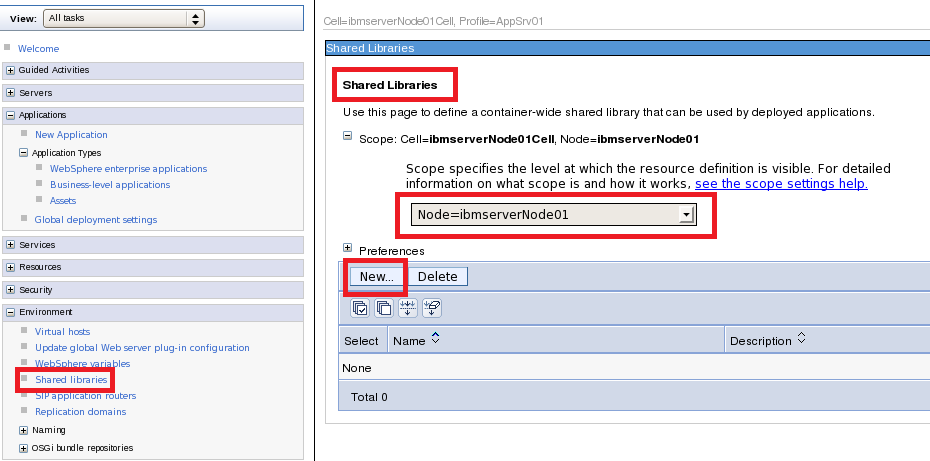 View: All tasks
Welcome
Guided Activities
Servers
Applications
New Application
Application Types
WebSphere enterprise applications
Business-level applications
Assets
Global deployment settings
Services
Resources
Security
Environment
Virtual hosts
Update global Web server plug-in configuration
WebSphere variables
Shared libraries
SIP application routers
Replication domains
Naming
OSGi bundle repositories
Cell=ibmserverNode01Cell, Profile=AppSrv01
Shared Libraries
Shared Libraries
Use this page to define a container-wide shared library that can be used by deployed applications.
Scope: Cell=ibmserverNode01Cell, Node=ibmserverNode01
Scope specifies the level at which the resource definition is visible. For detailed
information on what scope is and how it works, see the scope settings help.
Node=ibmserverNode01
Preferences
New... Delete
Select Name Description
None
Total 0